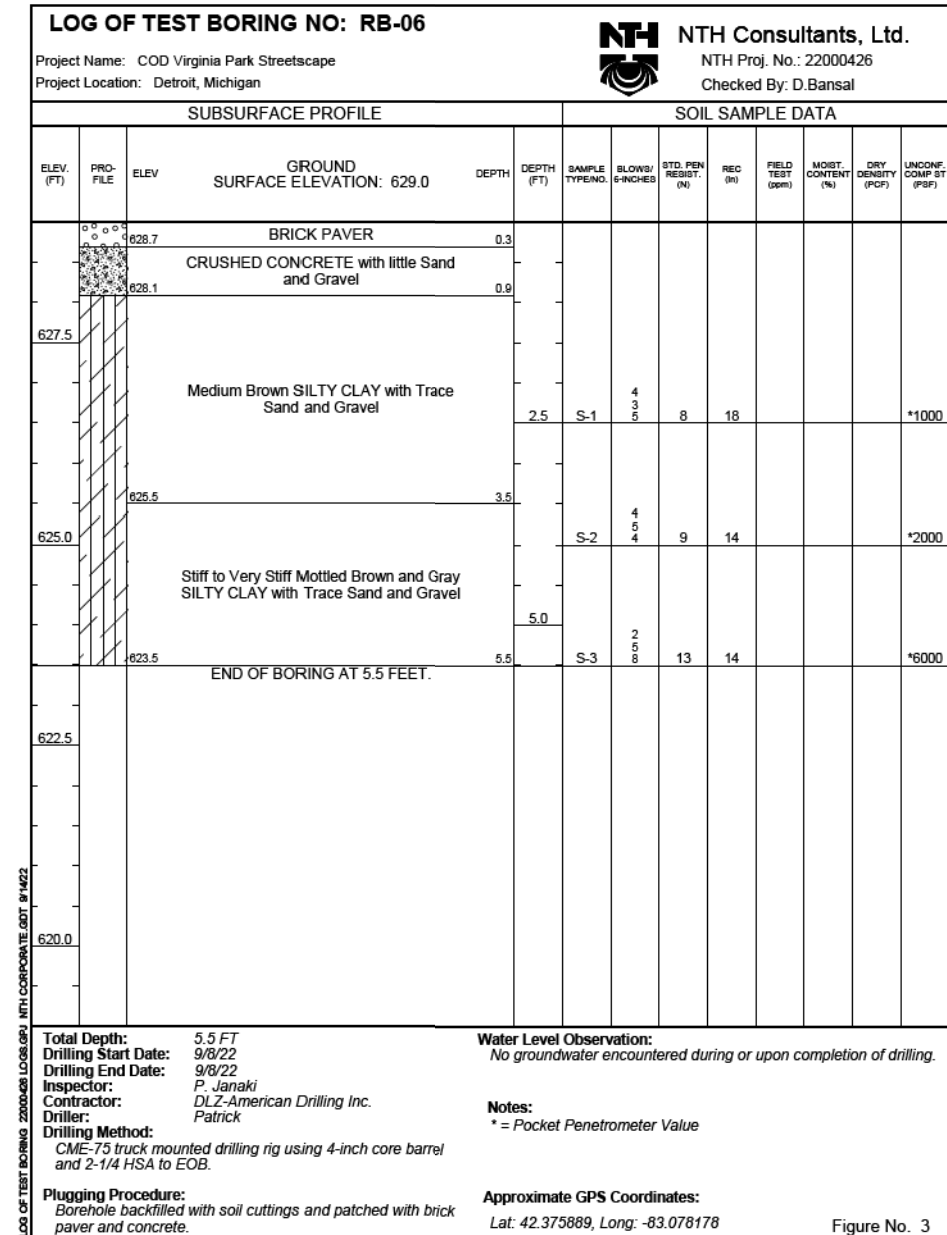 LOG OF TEST BORING NO: RB-06
Project Name: COD Virginia Park Streetscape
Project Location: Detroit, Michigan
NTH
NTH Consultants, Ltd.
NTH Proj. No.: 22000426
Checked By: D.Bansal
SUBSURFACE PROFILE
SOIL SAMPLE DATA
ELEV. (FT)
PRO- FILE
ELEV
GROUND
SURFACE ELEVATION: 629.0
DEPTH
DEPTH (FT)
SAMPLE TYPE/NO.
BLOWS/ 6-INCHES
STD. PEN RESIST. (N)
REC (in)
FIELD TEST (ppm)
MOIST. CONTENT (%)
DRY DENSITY (PCF)
UNCONF. COMP ST (PSF)
628.7 BRICK PAVER 0.3
CRUSHED CONCRETE with little Sand
and Gravel
628.1 0.9
627.5
Medium Brown SILTY CLAY with Trace
Sand and Gravel
4
3
2.5 S-1 5 8 18 *1000
625.5 3.5
4
5
625.0 S-2 4 9 14 *2000
Stiff to Very Stiff Mottled Brown and Gray
SILTY CLAY with Trace Sand and Gravel
5.0
2
5
623.5 5.5 S-3 8 13 14 *6000
END OF BORING AT 5.5 FEET.
622.5
620.0
OG OF TEST BORING 22000426 LOGS.GPJ NTH CORPORATE.GDT 9/14/22
Total Depth: 5.5 FT
Drilling Start Date: 9/8/22
Drilling End Date: 9/8/22
Inspector: P. Janaki
Contractor: DLZ-American Drilling Inc.
Driller: Patrick
Drilling Method:
CME-75 truck mounted drilling rig using 4-inch core barrel
and 2-1/4 HSA to EOB.
Plugging Procedure:
Borehole backfilled with soil cuttings and patched with brick
paver and concrete.
Water Level Observation:
No groundwater encountered during or upon completion of drilling.
Notes:
* = Pocket Penetrometer Value
Approximate GPS Coordinates:
Lat: 42.375889, Long: -83.078178
Figure No. 3